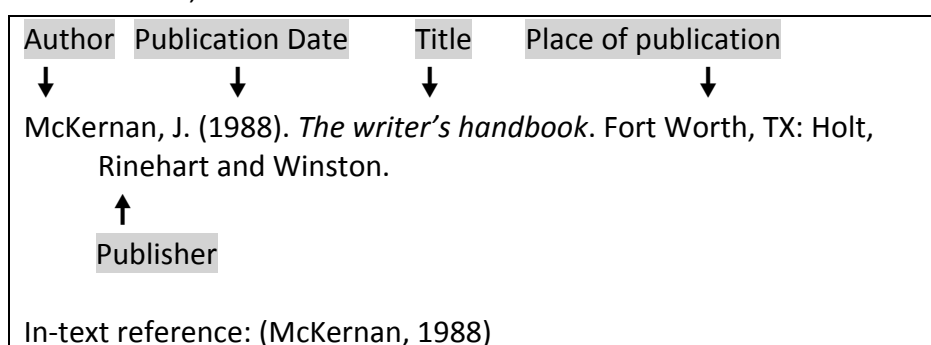 Author Publication Date Title Place of publication
McKernan, J. (1988). The writer’s handbook. Fort Worth, TX: Holt,
Rinehart and Winston.
Publisher
In-text reference: (McKernan, 1988)